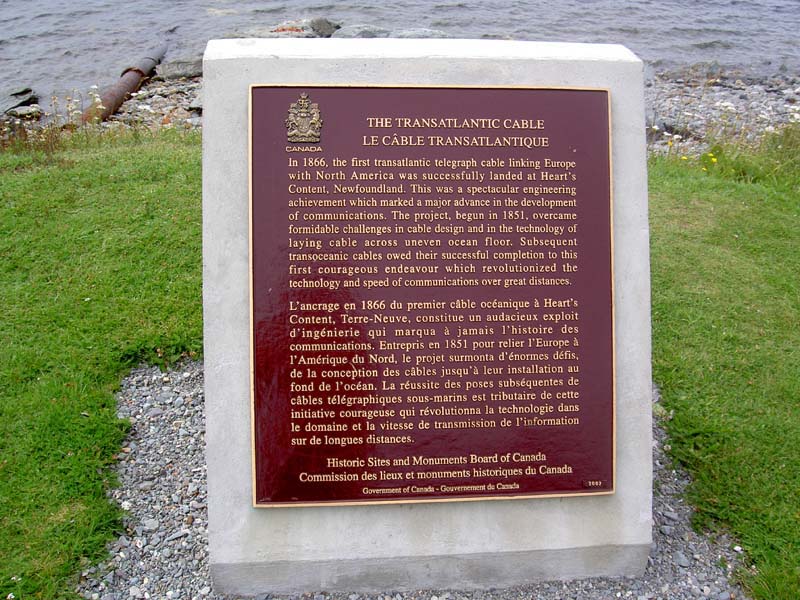 CANADA
THE TRANSATLANTIC CABLE
LE CÂBLE TRANSATLANTIQUE
In 1866, the first transatlantic telegraph cable linking Europe
with North America was successfully landed at Heart's
Content, Newfoundland. This was a spectacular engineering
achievement which marked a major advance in the development
of communications. The project, begun in 1851, overcame
formidable challenges in cable design and in the technology of
laying cable across uneven ocean floor. Subsequent
transoceanic cables owed their successful completion to this
first courageous endeavour which revolutionized the
technology and speed of communications over great distances.
L'ancrage en 1866 du premier câble océanique à Heart's
Content, Terre-Neuve, constitue un audacieux exploit
d'ingénierie qui marqua à jamais l'histoire des
communications. Entrepris en 1851 pour relier l'Europe à
l'Amérique du Nord, le projet surmonta d'énormes défis,
de la conception des câbles jusqu'à leur installation au
fond de l'océan. La réussite des poses subséquentes de
câbles télégraphiques sous-marins est tributaire de cette
initiative courageuse qui révolutionna la technologie dans
le domaine et la vitesse de transmission de l'information
sur de longues distances.
Historic Sites and Monuments Board of Canada
Commission des lieux et monuments historiques du Canada
Government of Canada - Gouvernement du Canada